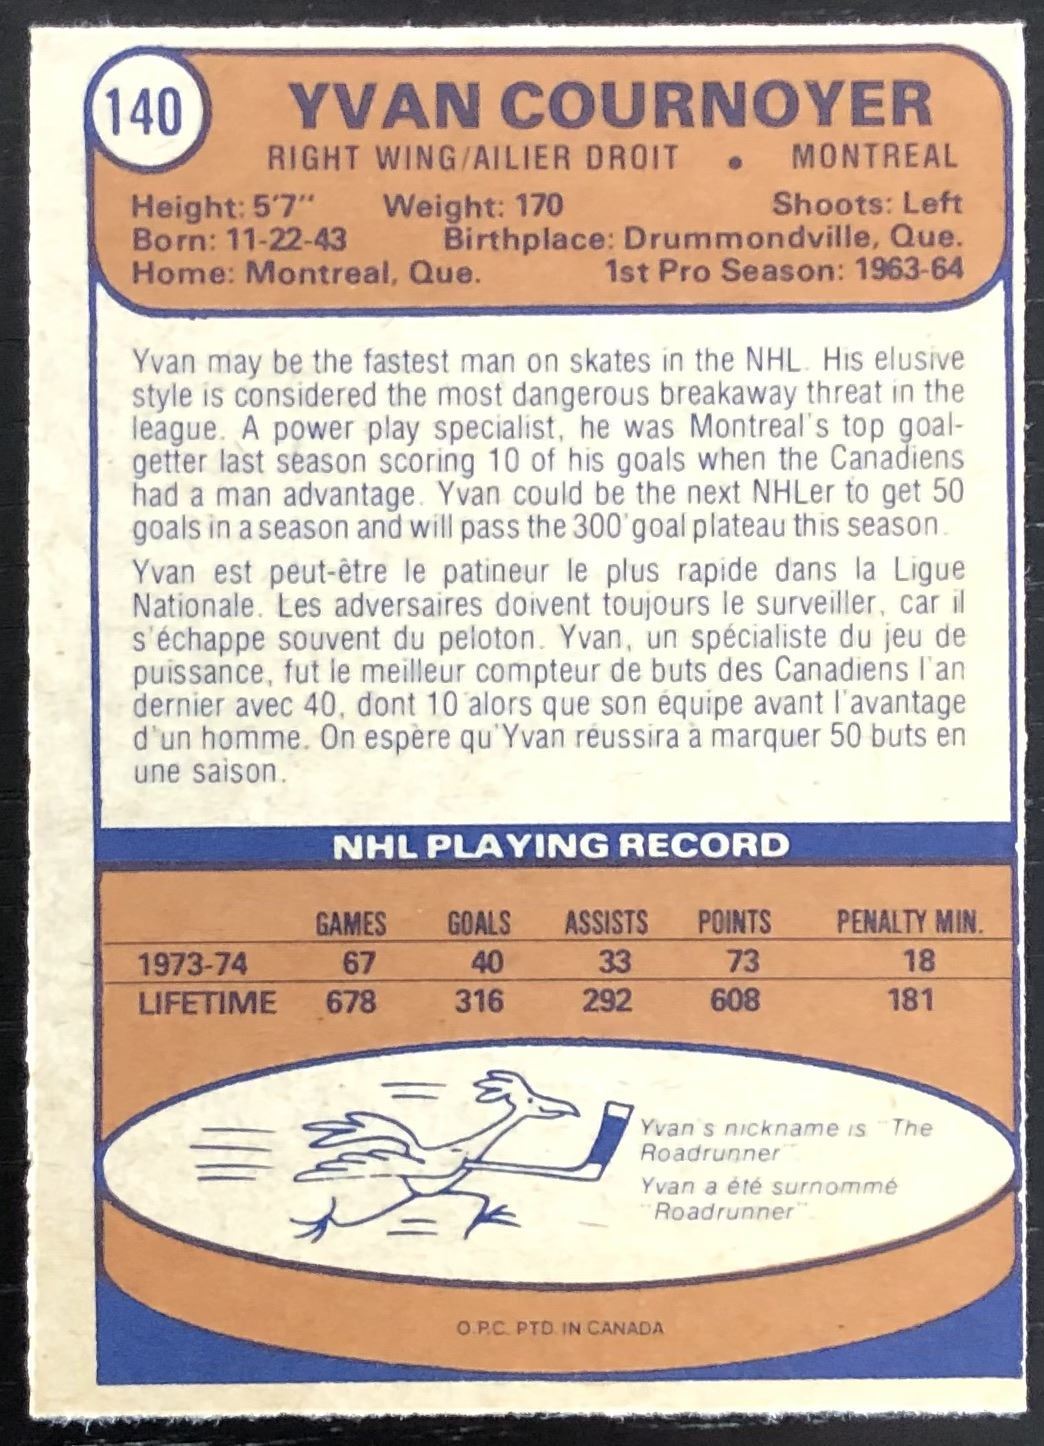 140
YVAN COURNOYER
RIGHT WING/AILIER DROIT • MONTREAL
Height: 5'7" Weight: 170 Shoots: Left
Born: 11-22-43 Birthplace: Drummondville, Que.
Home: Montreal, Que. 1st Pro Season: 1963-64
Yvan may be the fastest man on skates in the NHL. His elusive
style is considered the most dangerous breakaway threat in the
league. A power play specialist, he was Montreal's top goal-
getter last season scoring 10 of his goals when the Canadiens
had a man advantage. Yvan could be the next NHLer to get 50
goals in a season and will pass the 300 goal plateau this season.
Yvan est peut-être le patineur le plus rapide dans la Ligue
Nationale. Les adversaires doivent toujours le surveiller, car il
s'échappe souvent du peloton. Yvan, un spécialiste du jeu de
puissance, fut le meilleur compteur de buts des Canadiens l'an
dernier avec 40, dont 10 alors que son équipe avant l'avantage
d'un homme. On espère qu'Yvan réussira à marquer 50 buts en
une saison.
NHL PLAYING RECORD
GAMES GOALS ASSISTS POINTS PENALTY MIN.
1973-74 67 40 33 73 18
LIFETIME 678 316 292 608 181
Yvan's nickname is "The
Roadrunner"
Yvan a été surnommé
"Roadrunner".
O.P.C. PTD. IN CANADA